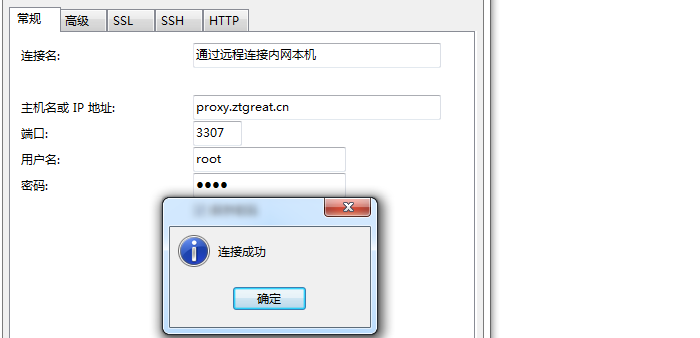 常规 高级 SSL SSH HTTP
连接名: 通过远程连接内网本机
主机名或 IP 地址: proxy.ztgreat.cn
端口: 3307
用户名: root
密码: ●●●●
连接成功
确定